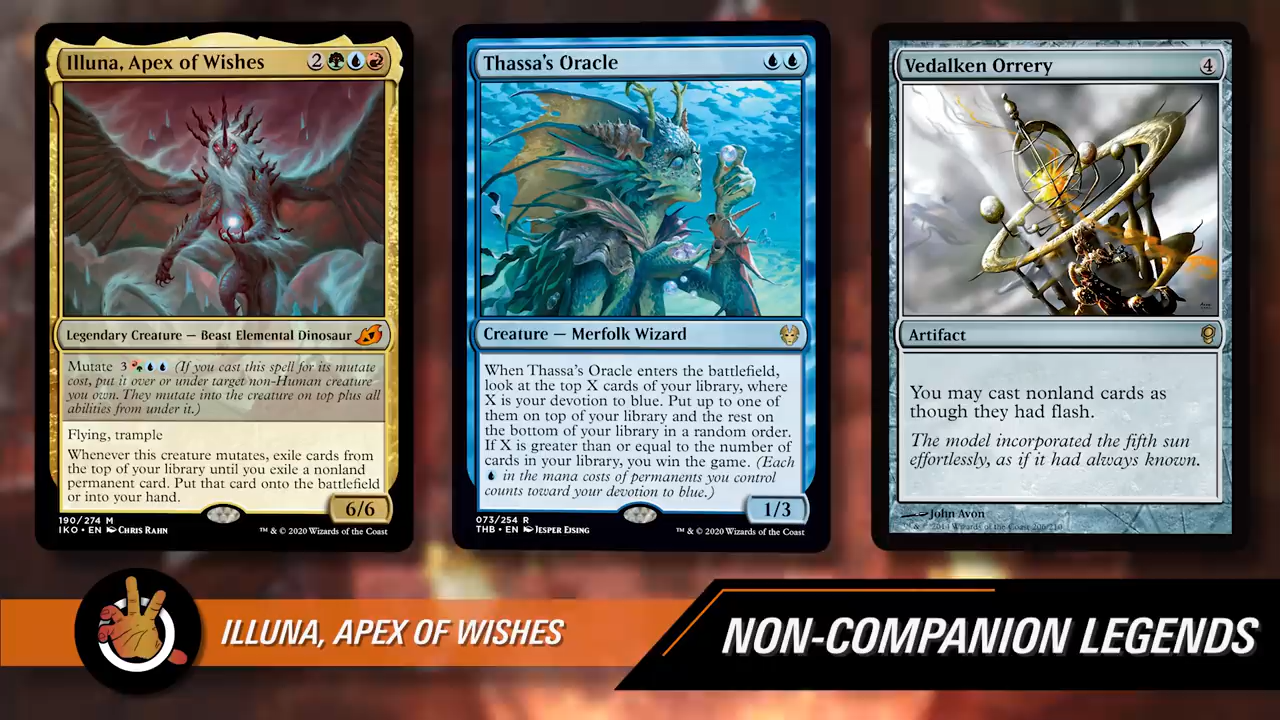 Illuna, Apex of Wishes 2
Legendary Creature — Beast Elemental Dinosaur
Mutate 3 (If you cast this spell for its mutate
cost, put it over or under target non-Human creature
you own. They mutate into the creature on top plus all
abilities from under it.)
Flying, trample
Whenever this creature mutates, exile cards from
the top of your library until you exile a nonland
permanent card. Put that card onto the battlefield
or into your hand.
6/6
190/274 M
IKO • EN Chris Rahn
™ & © 2020 Wizards of the Coast
Thassa's Oracle
Creature — Merfolk Wizard
When Thassa's Oracle enters the battlefield,
look at the top X cards of your library, where
X is your devotion to blue. Put up to one of
them on top of your library and the rest on
the bottom of your library in a random order.
If X is greater than or equal to the number of
cards in your library, you win the game. (Each
in the mana costs of permanents you control
counts toward your devotion to blue.)
1/3
073/254 R
THB • EN Jesper Ejsing
™ & © 2020 Wizards of the Coast
Vedalken Orrery 4
Artifact
You may cast nonland cards as
though they had flash.
The model incorporated the fifth sun
effortlessly, as if it had always known.
John Avon
™ & © 2014 Wizards of the Coast 260/210
ILLUNA, APEX OF WISHES
NON-COMPANION LEGENDS